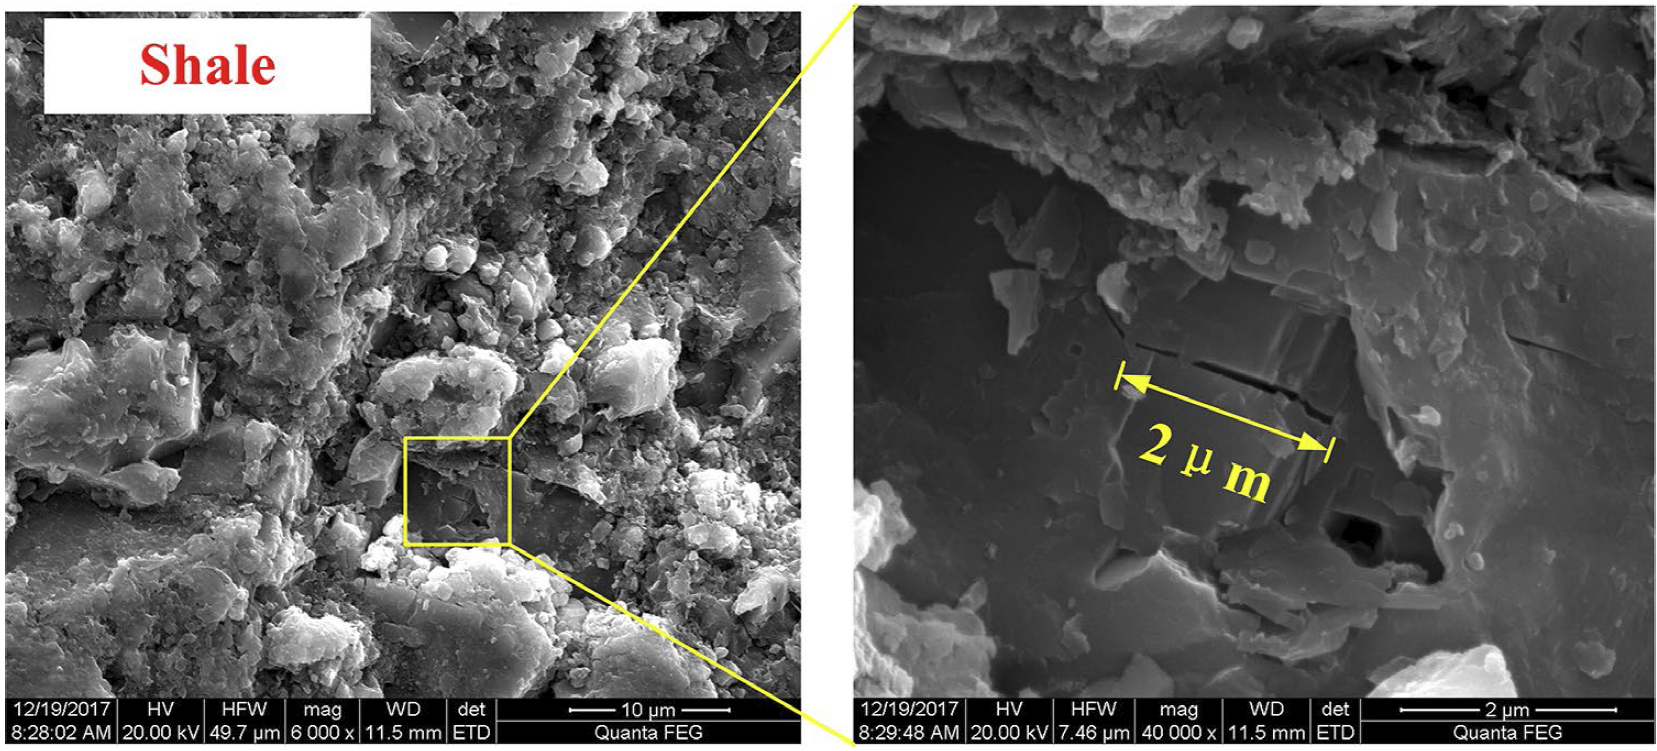 Shale
2 μ m
12/19/2017 HV HFW mag WD det 10 μm
8:28:02 AM 20.00 kV 49.7 μm 6 000 x 11.5 mm ETD Quanta FEG
12/19/2017 HV HFW mag WD det 2 μm
8:29:48 AM 20.00 kV 7.46 μm 40 000 x 11.5 mm ETD Quanta FEG